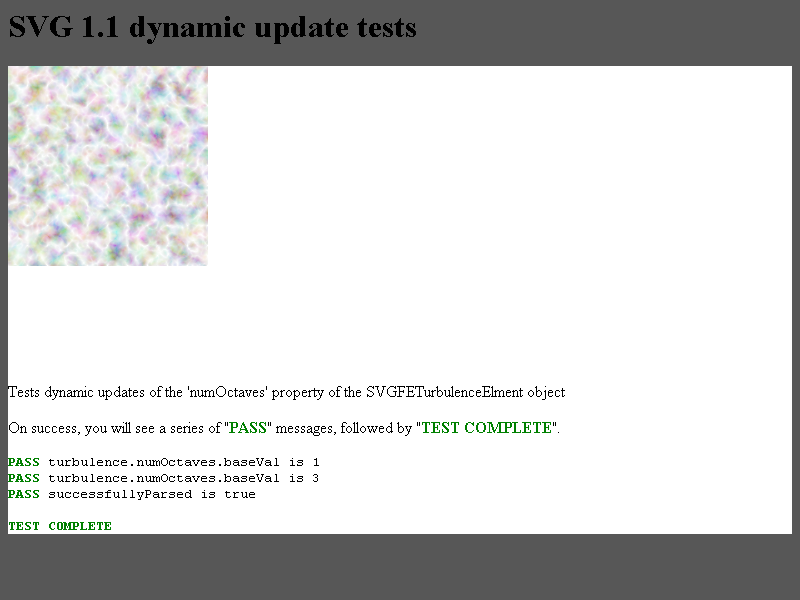 SVG 1.1 dynamic update tests
Tests dynamic updates of the 'numOctaves' property of the SVGFETurbulenceElment object
On success, you will see a series of "PASS" messages, followed by "TEST COMPLETE".
PASS turbulence.numOctaves.baseVal is 1
PASS turbulence.numOctaves.baseVal is 3
PASS successfullyParsed is true
TEST COMPLETE